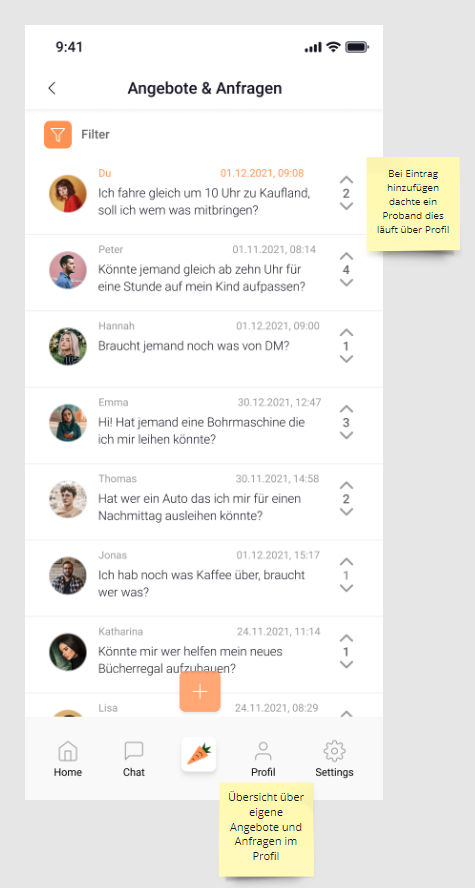 9:41
Angebote & Anfragen
Filter
Du 01.12.2021, 09:08
Ich fahre gleich um 10 Uhr zu Kaufland,
soll ich wem was mitbringen?
2
Bei Eintrag
hinzufügen
dachte ein
Proband dies
läuft über Profil
Peter 01.11.2021, 08:14
Könnte jemand gleich ab zehn Uhr für
eine Stunde auf mein Kind aufpassen?
4
Hannah 01.12.2021, 09:00
Braucht jemand noch was von DM?
1
Emma 30.12.2021, 12:47
Hi! Hat jemand eine Bohrmaschine die
ich mir leihen könnte?
3
Thomas 30.11.2021, 14:58
Hat wer ein Auto das ich mir für einen
Nachmittag ausleihen könnte?
2
Jonas 01.12.2021, 15:17
Ich hab noch was Kaffee über, braucht
wer was?
1
Katharina 24.11.2021, 11:14
Könnte mir wer helfen mein neues
Bücherregal aufzubauen?
1
Lisa 24.11.2021, 08:29
Home Chat Profil Settings
Übersicht über
eigene
Angebote und
Anfragen im
Profil